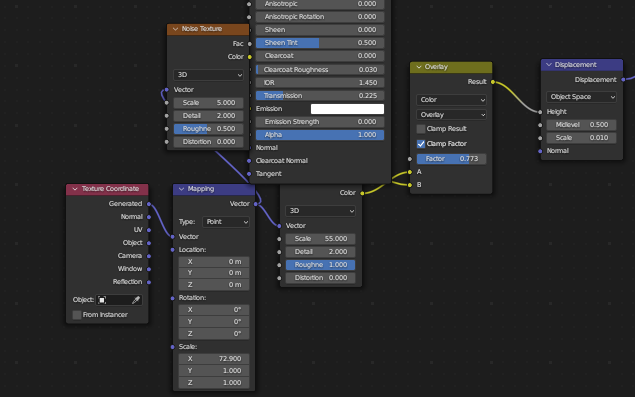 Anisotropic 0.000
Anisotropic Rotation 0.000
Sheen 0.000
Sheen Tint 0.500
Clearcoat 0.000
Clearcoat Roughness 0.030
IOR 1.450
Transmission 0.225
Emission
Emission Strength 0.000
Alpha 1.000
Normal
Clearcoat Normal
Tangent
Noise Texture
Fac
Color
3D
Vector
Scale 5.000
Detail 2.000
Roughne 0.500
Distortion 0.000
Overlay
Result
Color
Overlay
Clamp Result
Clamp Factor
Factor 0.773
A
B
Displacement
Displacement
Object Space
Height
Midlevel 0.500
Scale 0.010
Normal
Texture Coordinate
Generated
Normal
UV
Object
Camera
Window
Reflection
Object:
From Instancer
Mapping
Vector
Type: Point
Vector
Location:
X 0 m
Y 0 m
Z 0 m
Rotation:
X 0°
Y 0°
Z 0°
Scale:
X 72.900
Y 1.000
Z 1.000
Color
3D
Vector
Scale 55.000
Detail 2.000
Roughne 1.000
Distortion 0.000